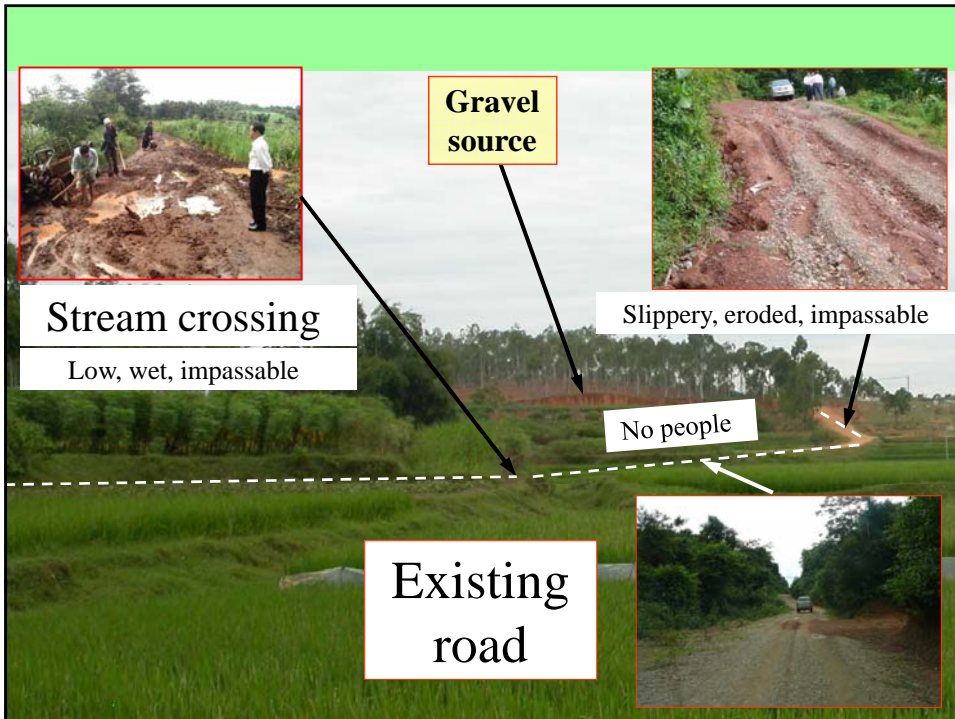 Gravel
source
Stream crossing
Low, wet, impassable
Slippery, eroded, impassable
No people
Existing
road